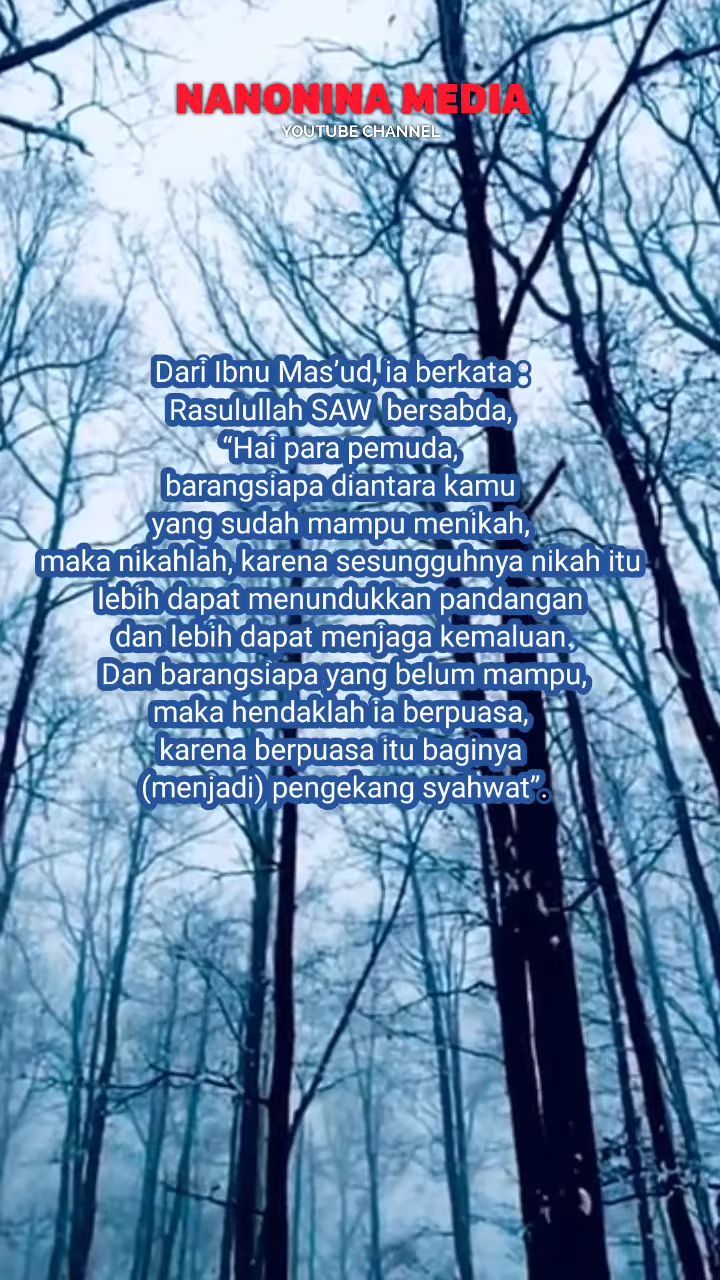 NANONINA MEDIA
YOUTUBE CHANNEL
Dari Ibnu Mas’ud, ia berkata :
Rasulullah SAW bersabda,
“Hai para pemuda,
barangsiapa diantara kamu
yang sudah mampu menikah,
maka nikahlah, karena sesungguhnya nikah itu
lebih dapat menundukkan pandangan
dan lebih dapat menjaga kemaluan.
Dan barangsiapa yang belum mampu,
maka hendaklah ia berpuasa,
karena berpuasa itu baginya
(menjadi) pengekang syahwat”.